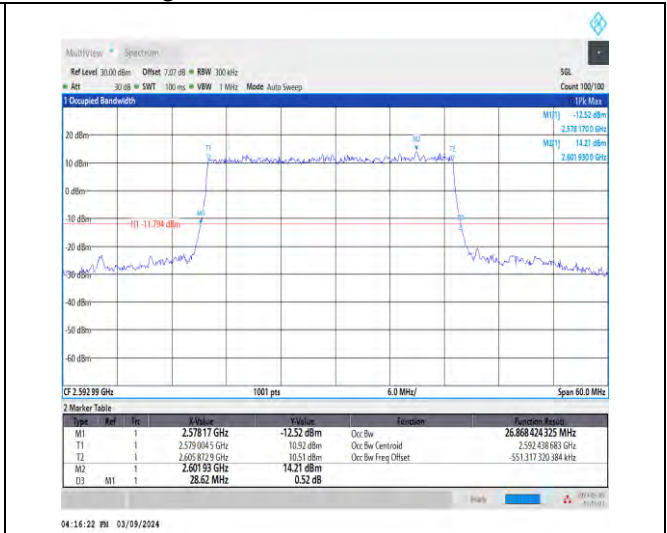 MultiView Spectrum
Ref Level 30.00 dBm Offset 7.07 dB RBW 300 kHz SGL
Att 30 dB SWT 100 ms VBW 1 MHz Mode Auto Sweep Count 100/100
1 Occupied Bandwidth 1Pk Max
M1[1] -12.52 dBm
2.578 170 0 GHz
M2[1] 14.21 dBm
2.601 930 0 GHz
20 dBm
M2
T1 T2
10 dBm
0 dBm
M1
-10 dBm
H1 -11.794 dBm
-20 dBm
-30 dBm
-40 dBm
-50 dBm
-60 dBm
CF 2.592 99 GHz 1001 pts 6.0 MHz/ Span 60.0 MHz
2 Marker Table
Type Ref Trc X-Value Y-Value Function Function Result
M1 1 2.578 17 GHz -12.52 dBm Occ Bw 26.868 424 325 MHz
T1 1 2.579 004 5 GHz 10.92 dBm Occ Bw Centroid 2.592 438 683 GHz
T2 1 2.605 872 9 GHz 10.51 dBm Occ Bw Freq Offset -551.317 320 384 kHz
M2 1 2.601 93 GHz 14.21 dBm
D3 M1 1 28.62 MHz 0.52 dB
04:16:22 PM 03/09/2024